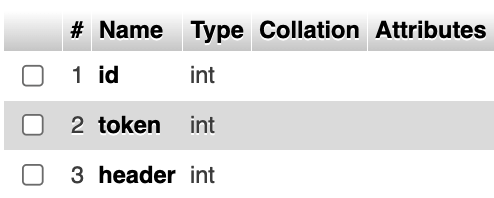 # Name Type Collation Attributes
1 id int
2 token int
3 header int